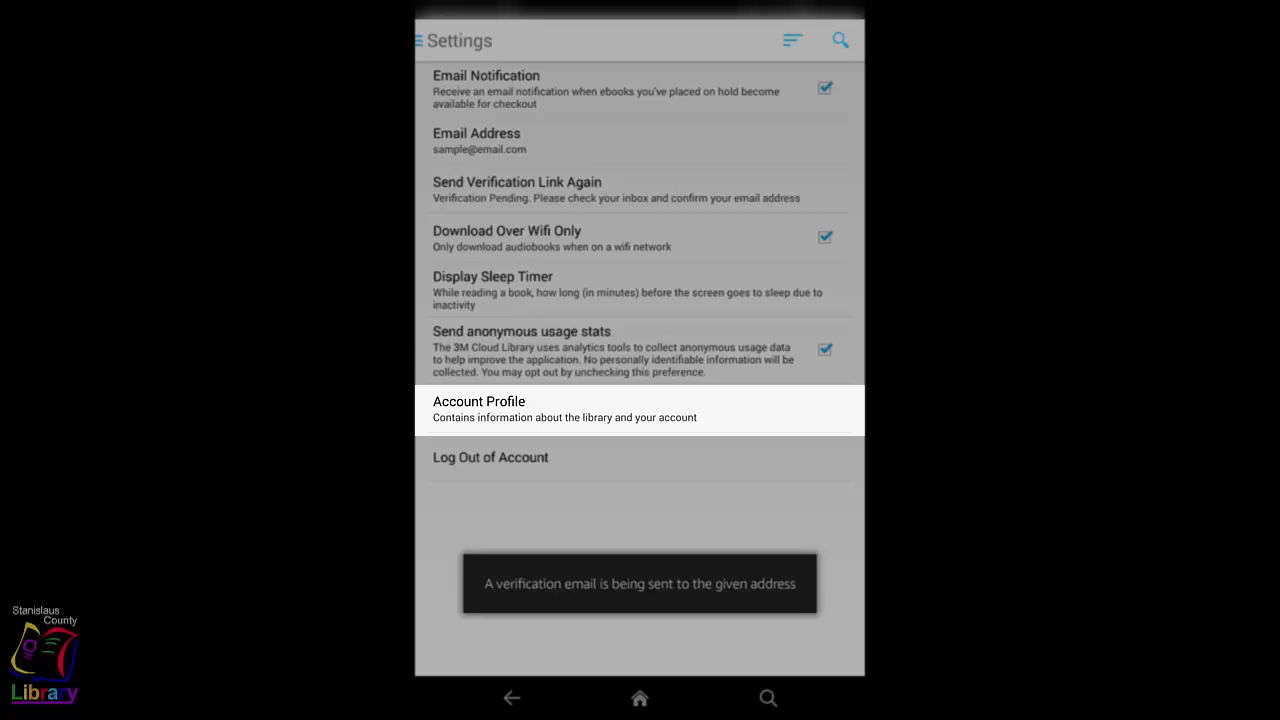 Settings
Email Notification
Receive an email notification when ebooks you've placed on hold become
available for checkout
Email Address
sample@email.com
Send Verification Link Again
Verification Pending. Please check your inbox and confirm your email address
Download Over Wifi Only
Only download audiobooks when on a wifi network
Display Sleep Timer
While reading a book, how long (in minutes) before the screen goes to sleep due to
inactivity
Send anonymous usage stats
The 3M Cloud Library uses analytics tools to collect anonymous usage data
to help improve the application. No personally identifiable information will be
collected. You may opt out by unchecking this preference.
Account Profile
Contains information about the library and your account
Log Out of Account
A verification email is being sent to the given address
Stanislaus
County
Library